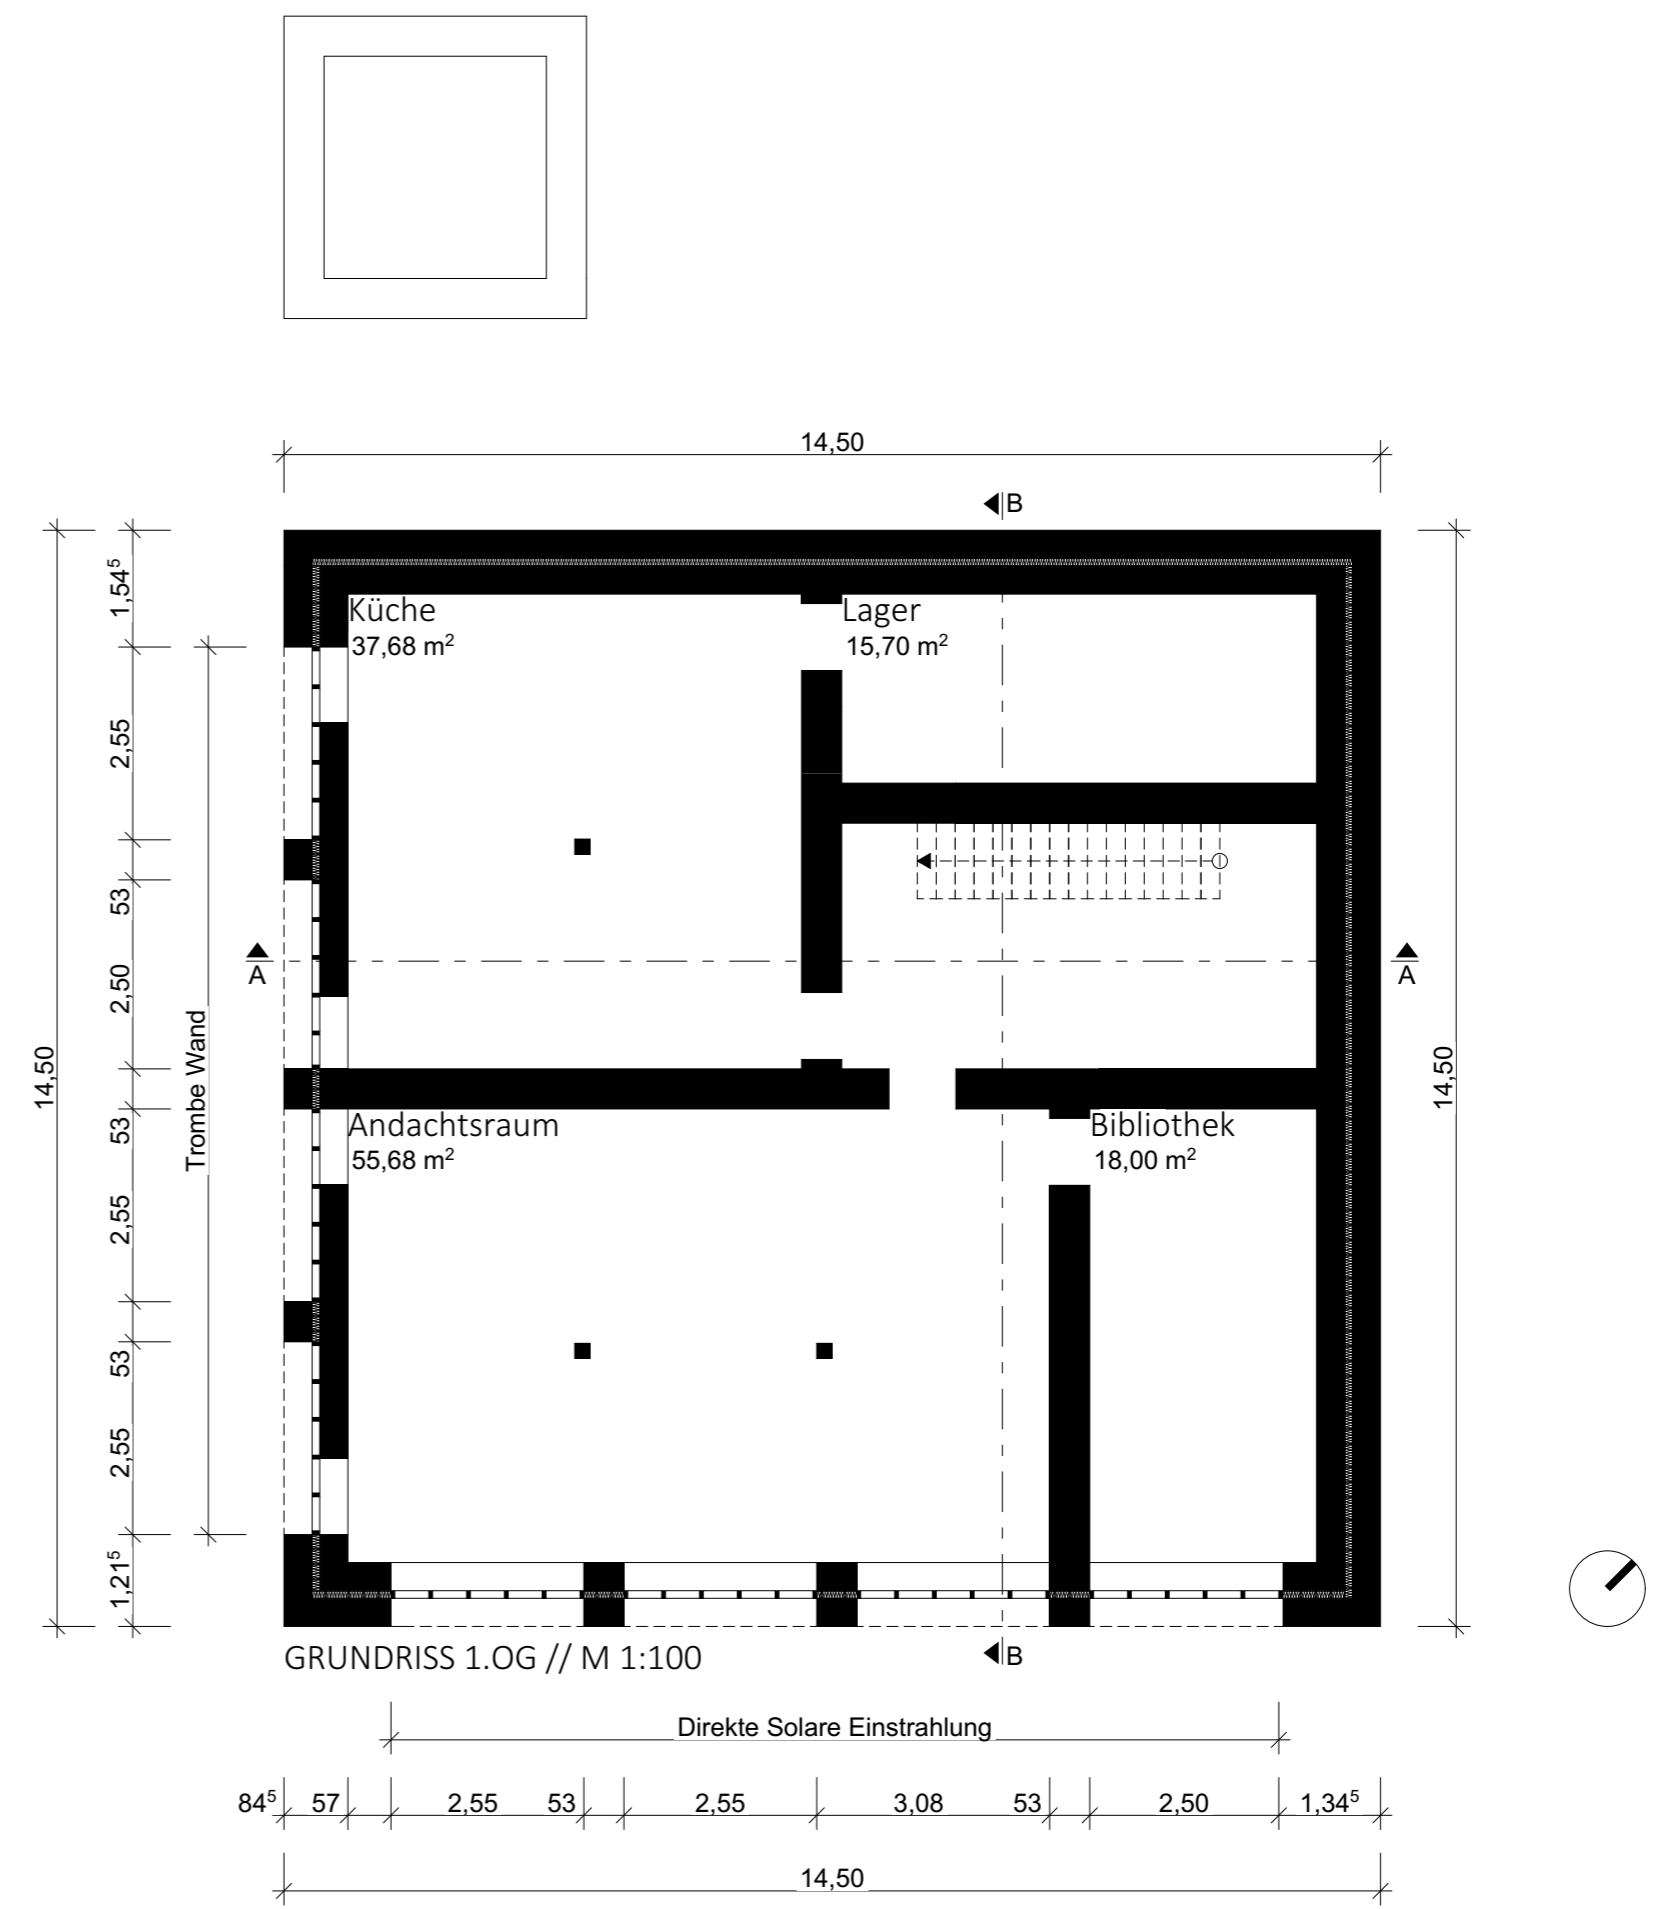 14,50
B
1,54⁵
2,55
53
2,50
53
2,55
53
2,55
1,21⁵
14,50
Trombe Wand
14,50
Küche
37,68 m²
Lager
15,70 m²
A
A
Andachtsraum
55,68 m²
Bibliothek
18,00 m²
GRUNDRISS 1.OG // M 1:100
B
Direkte Solare Einstrahlung
84⁵ 57 2,55 53 2,55 3,08 53 2,50 1,34⁵
14,50